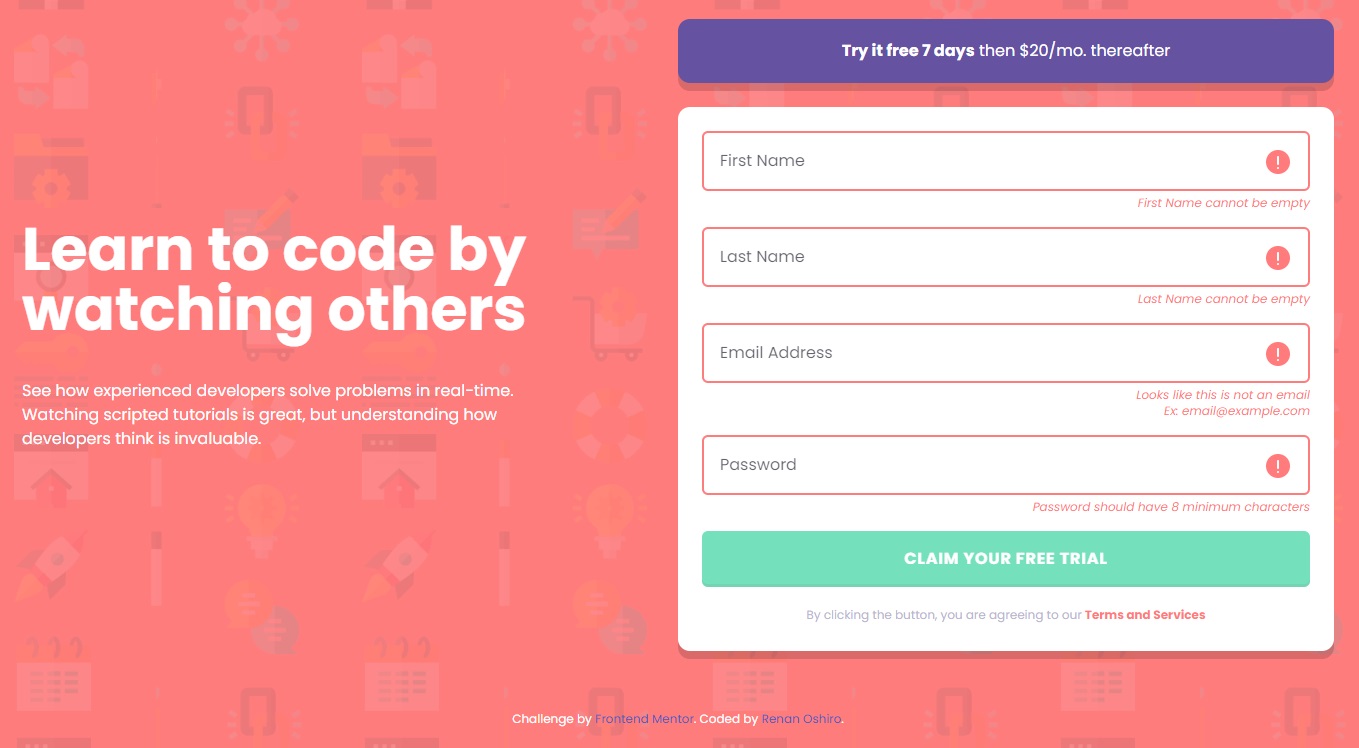 Learn to code by
watching others
See how experienced developers solve problems in real-time.
Watching scripted tutorials is great, but understanding how
developers think is invaluable.
Try it free 7 days then $20/mo. thereafter
First Name
First Name cannot be empty
Last Name
Last Name cannot be empty
Email Address
Looks like this is not an email
Ex: email@example.com
Password
Password should have 8 minimum characters
CLAIM YOUR FREE TRIAL
By clicking the button, you are agreeing to our Terms and Services
Challenge by Frontend Mentor. Coded by Renan Oshiro.